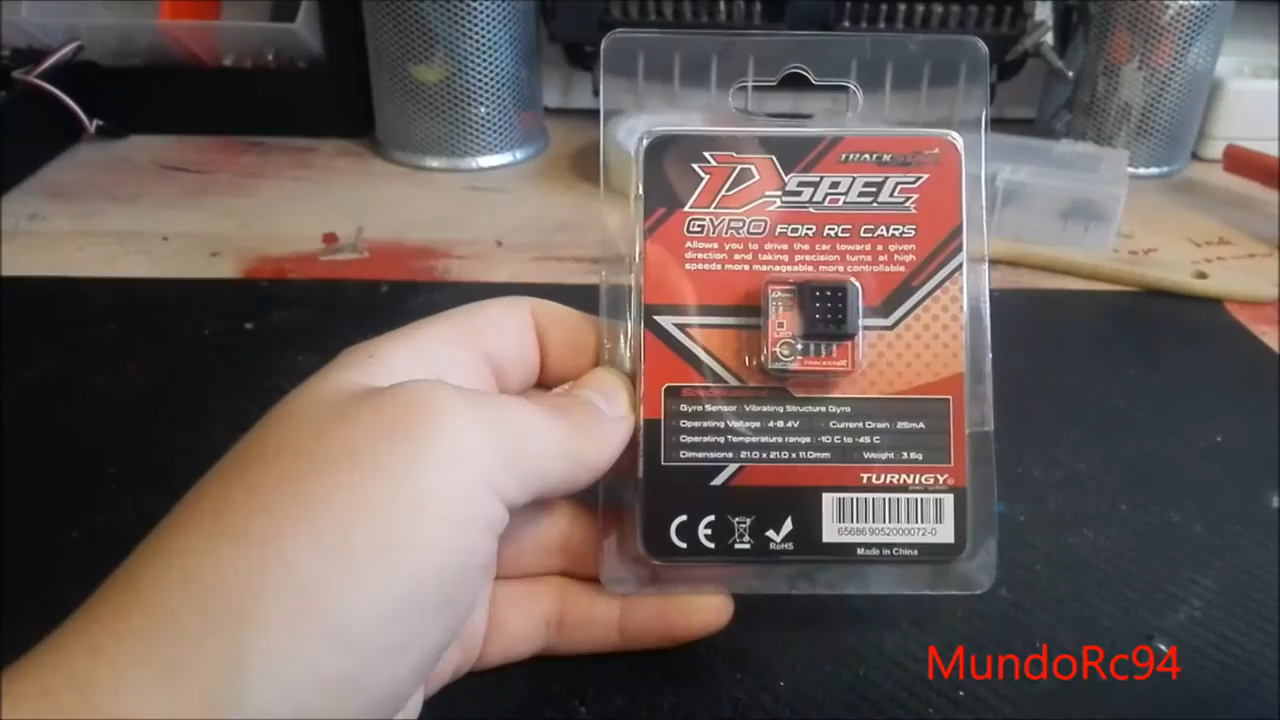 TRACKSTAR
D-SPEC
GYRO FOR RC CARS
Allows you to drive the car toward a given
direction and taking precision turns at high
speeds more manageable, more controllable.
Gyro Sensor : Vibrating Structure Gyro
Operating Voltage : 4-8.4V Current Drain : 25mA
Operating Temperature range : -10 C to -45 C
Dimensions : 21.0 x 21.0 x 11.0mm Weight : 3.6g
TURNIGY®
CE
RoHS
656869052000072-0
Made in China
MundoRc94